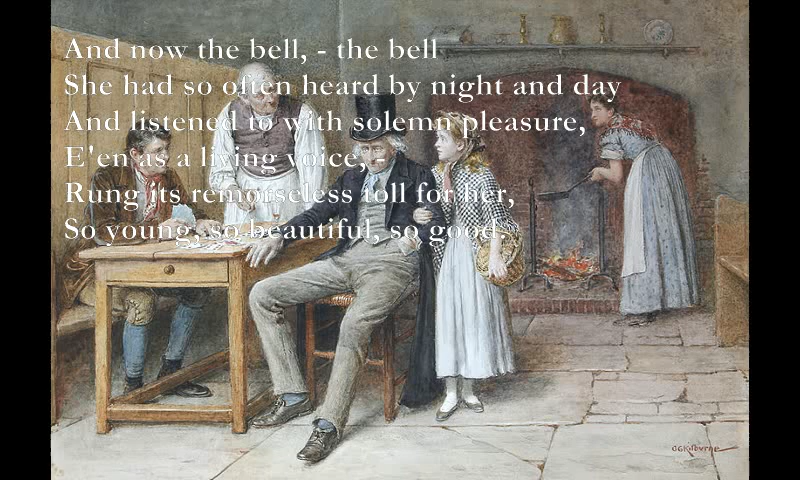 And now the bell, - the bell
She had so often heard by night and day
And listened to with solemn pleasure,
E'en as a living voice, -
Rung its remorseless toll for her,
So young, so beautiful, so good.
G G Kilburne